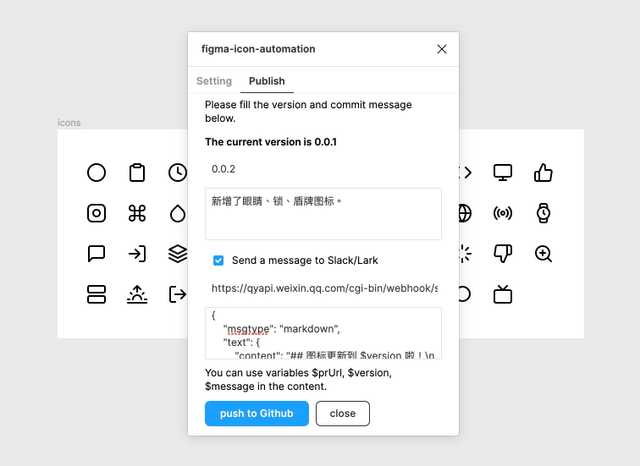 figma-icon-automation
Setting
Publish
icons
Please fill the version and commit message
below.
The current version is 0.0.1
0.0.2
新增了眼睛、锁、盾牌图标。
Send a message to Slack/Lark
https://qyapi.weixin.qq.com/cgi-bin/webhook/s
{
"msgtype": "markdown",
"text": {
"content": "## 图标更新到 $version 啦！\n
You can use variables $prUrl, $version,
$message in the content.
push to Github
close